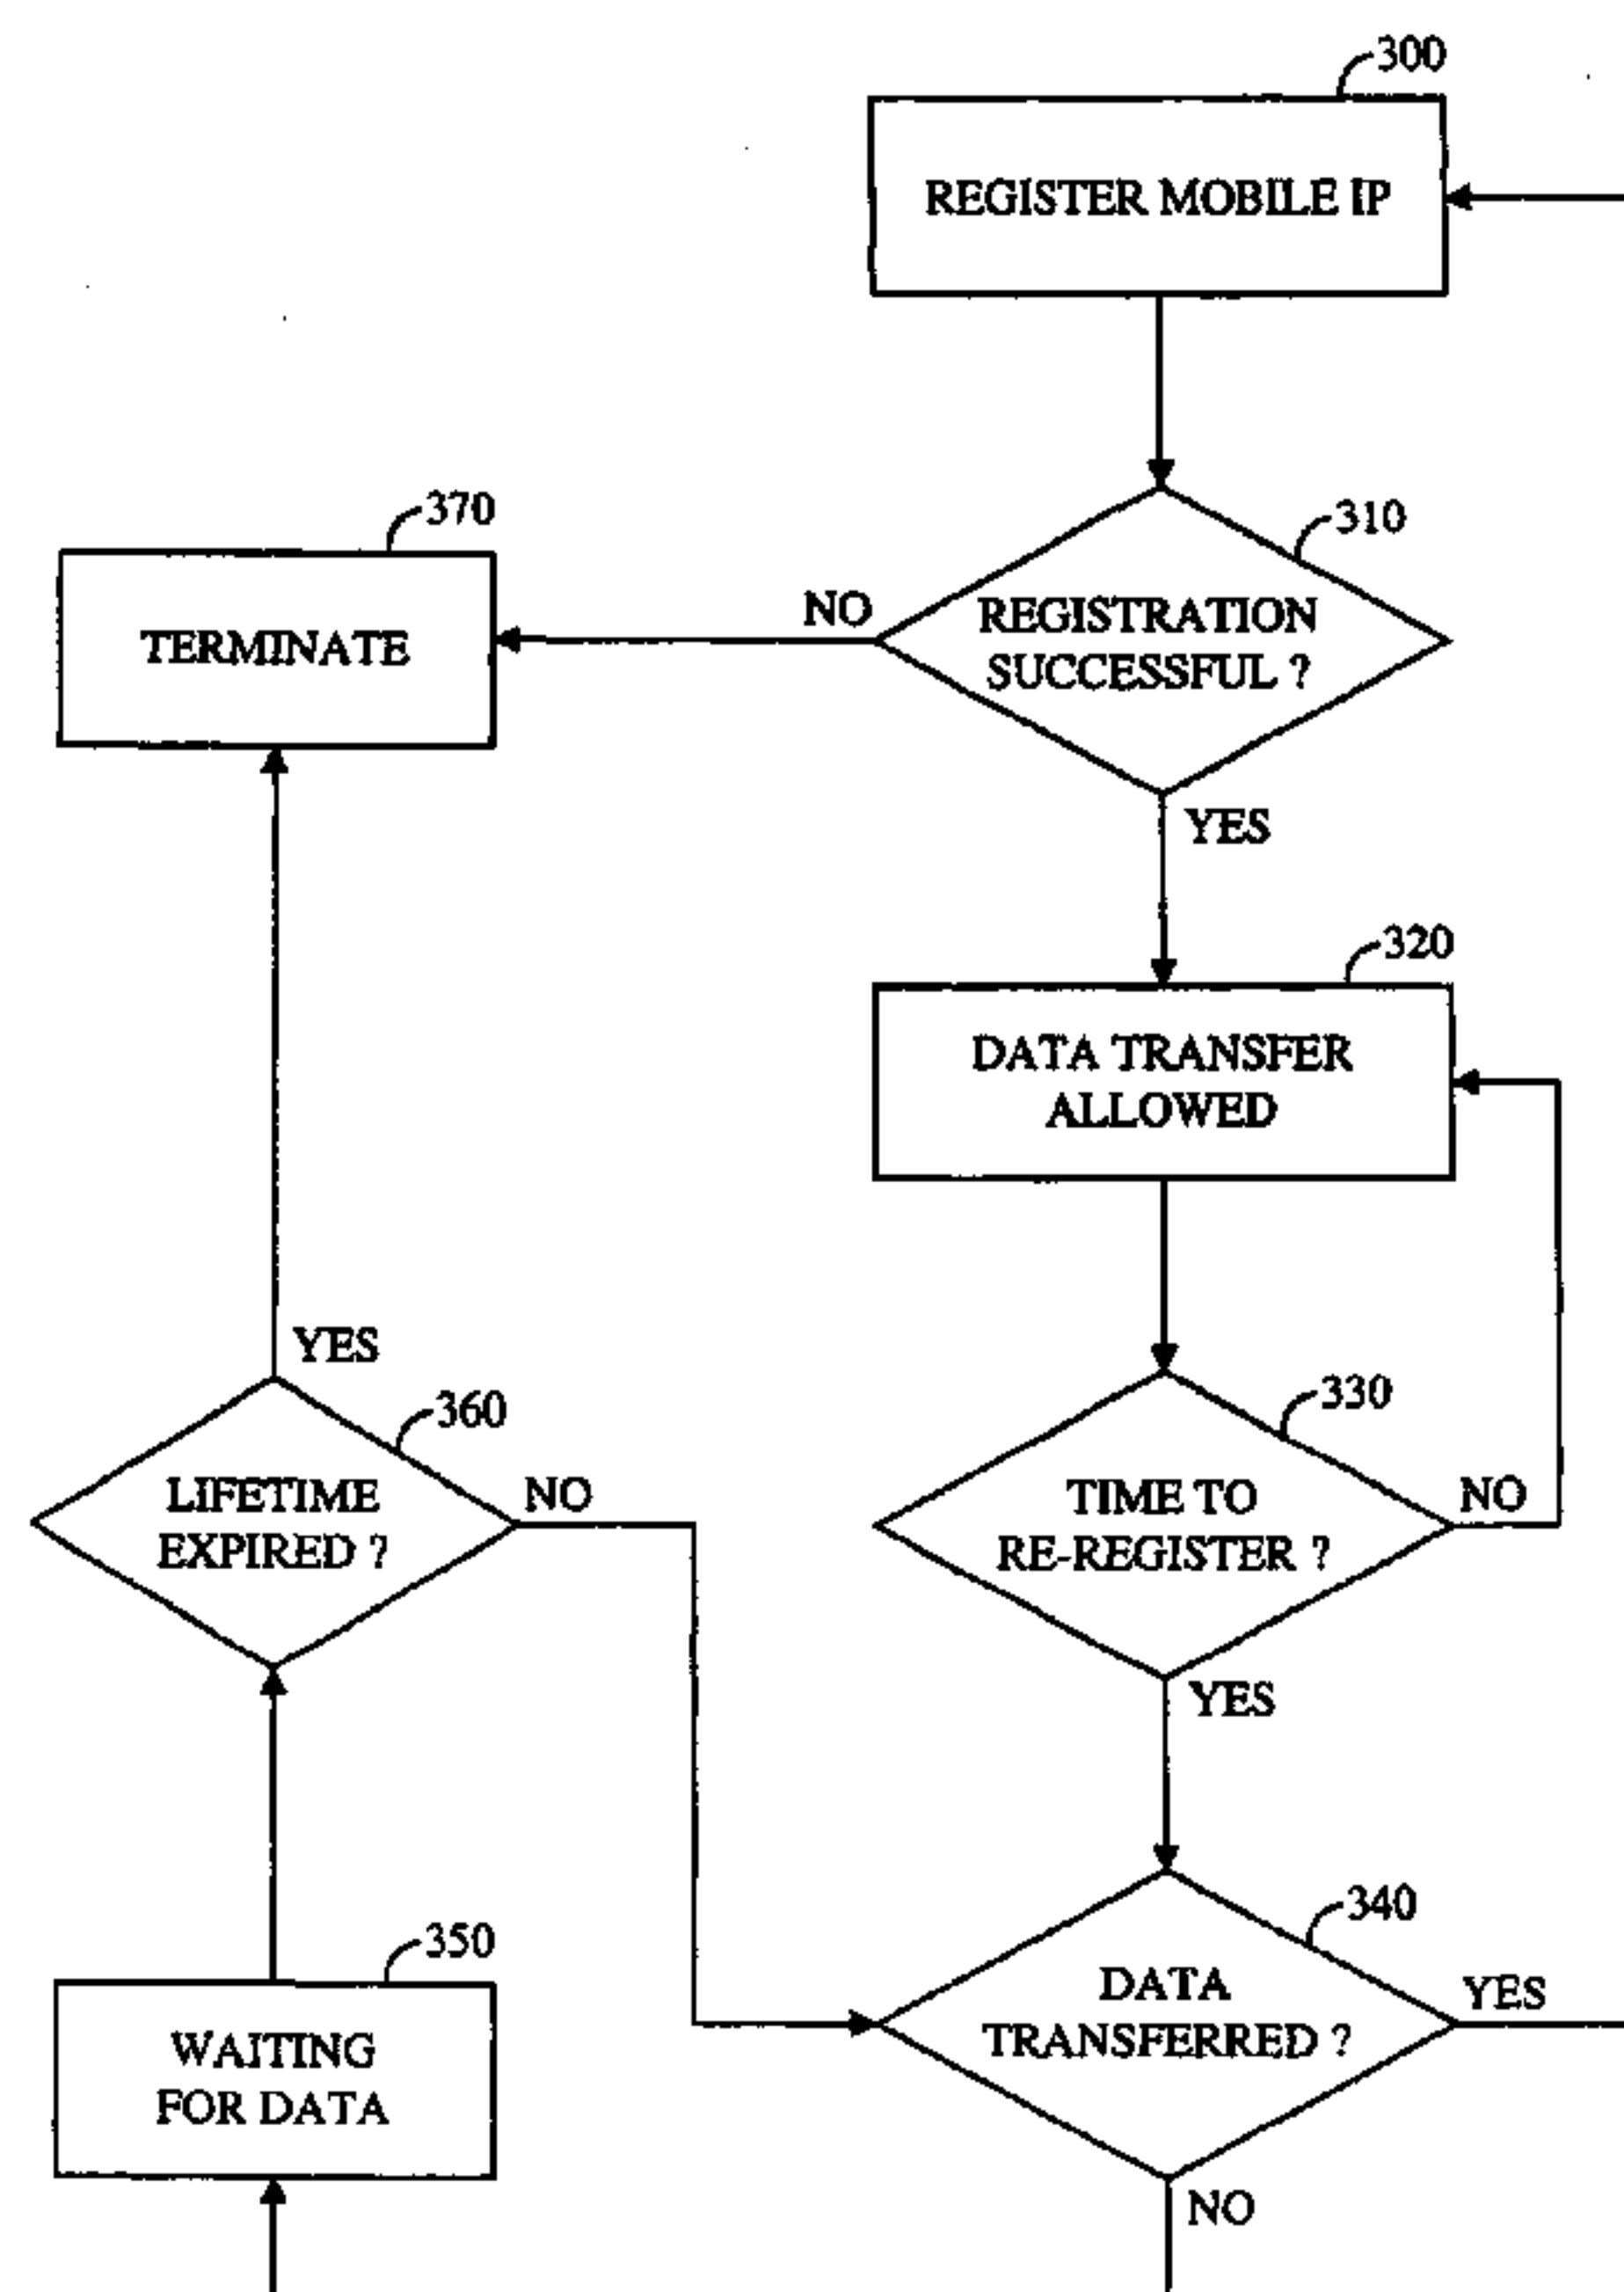 300
REGISTER MOBILE IP
370
310
TERMINATE
NO
REGISTRATION
SUCCESSFUL ?
YES
320
DATA TRANSFER
ALLOWED
YES
360
330
LIFETIME
EXPIRED ?
NO
TIME TO
RE-REGISTER ?
NO
YES
350
340
WAITING
FOR DATA
DATA
TRANSFERRED ?
YES
NO